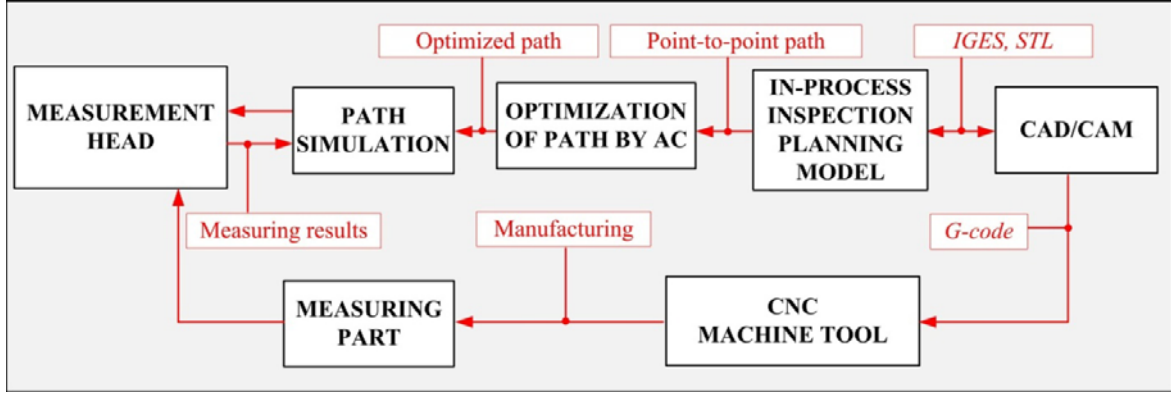 Optimized path
Point-to-point path
IGES, STL
MEASUREMENT
HEAD
PATH
SIMULATION
OPTIMIZATION
OF PATH BY AC
IN-PROCESS
INSPECTION
PLANNING
MODEL
CAD/CAM
Measuring results
Manufacturing
G-code
MEASURING
PART
CNC
MACHINE TOOL